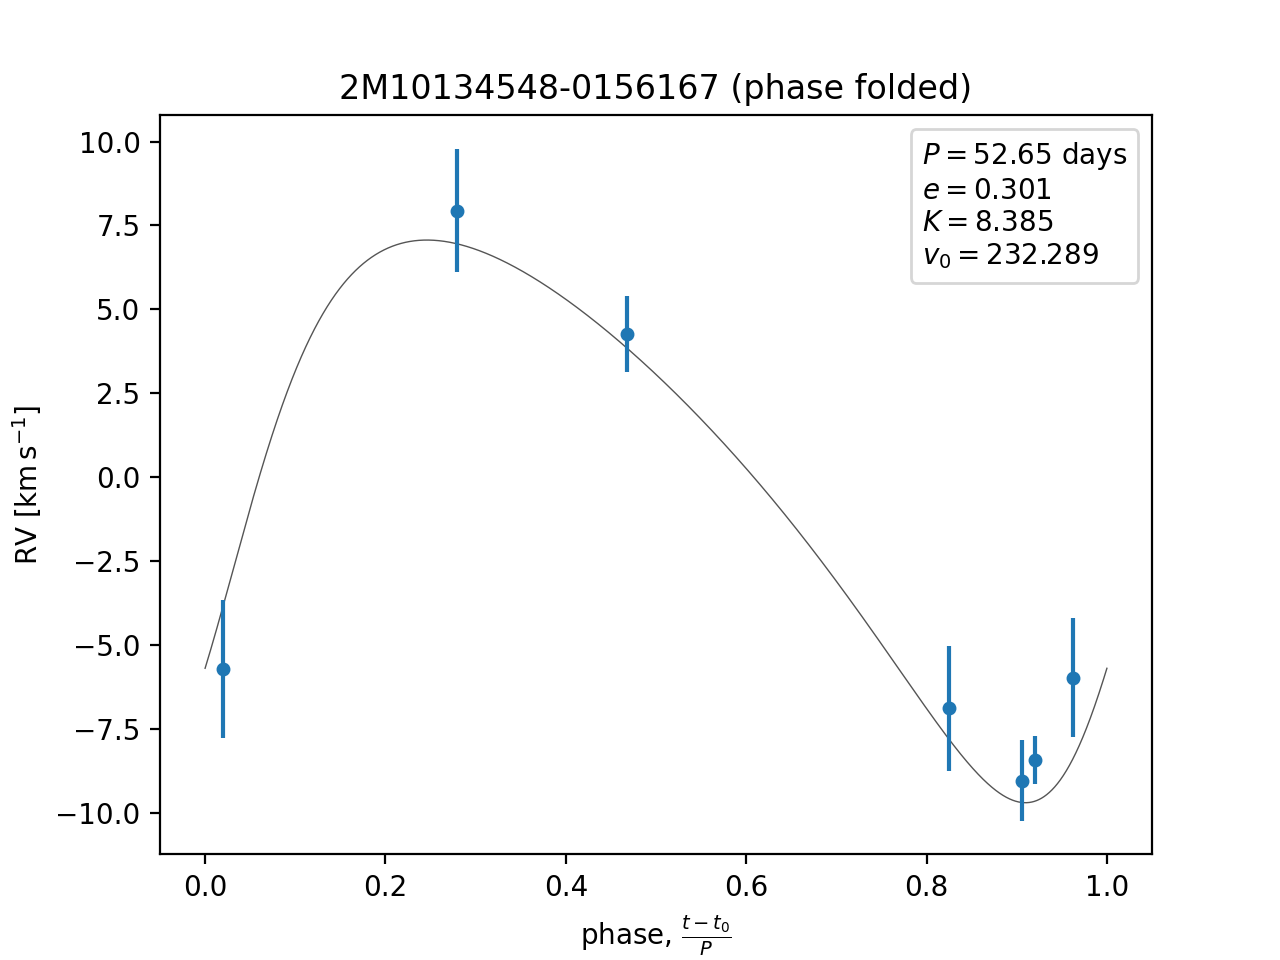 2M10134548-0156167 (phase folded)
P = 52.65 days
e = 0.301
K = 8.385
v₀ = 232.289
RV [km s⁻¹]
10.0
7.5
5.0
2.5
0.0
−2.5
−5.0
−7.5
−10.0
0.0 0.2 0.4 0.6 0.8 1.0
phase, (t − t₀)/P